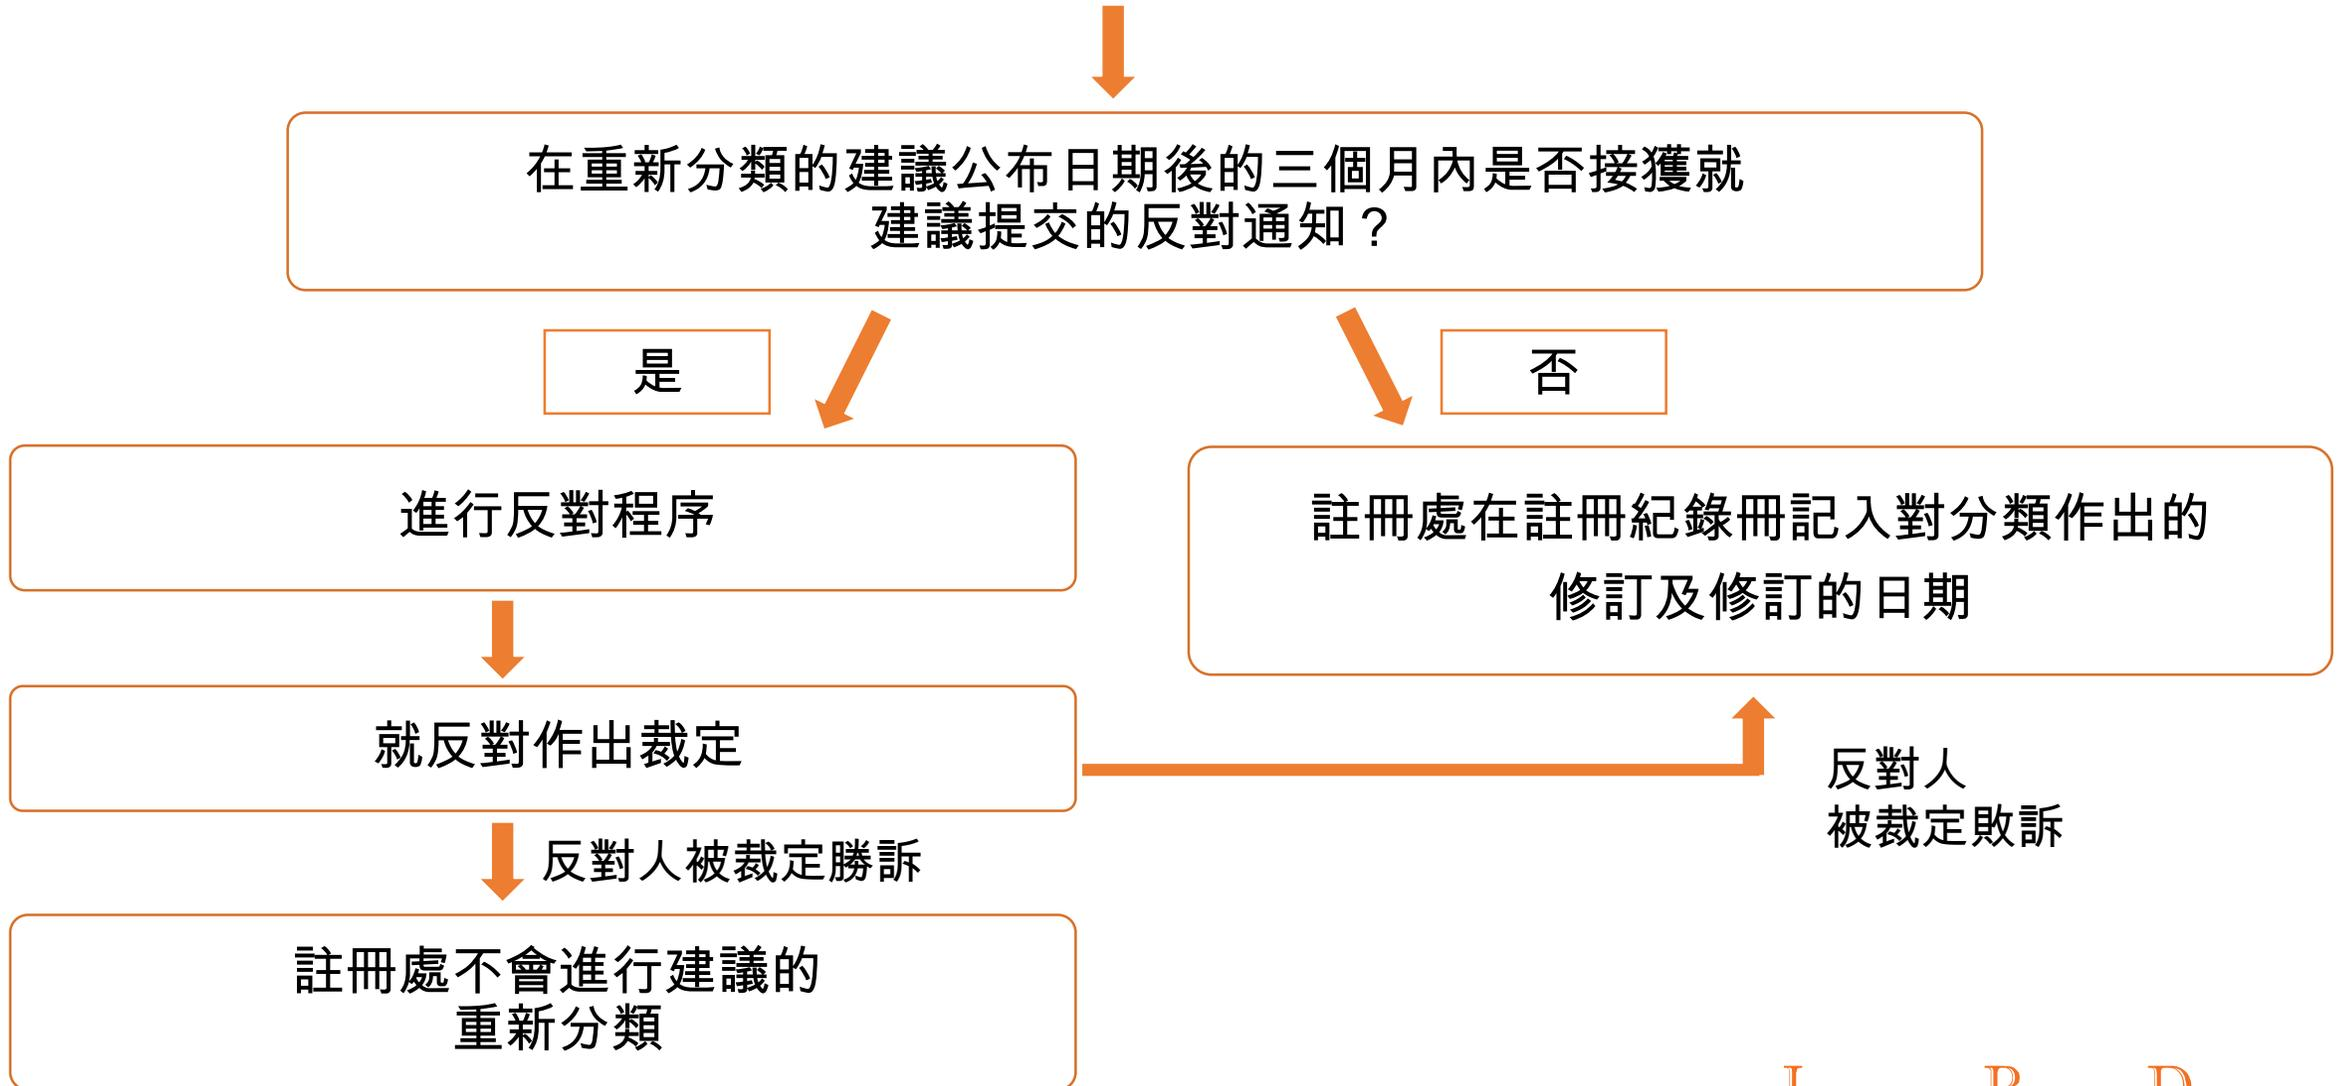 在重新分類的建議公布日期後的三個月內是否接獲就
建議提交的反對通知？
是
否
進行反對程序
註冊處在註冊紀錄冊記入對分類作出的
修訂及修訂的日期
就反對作出裁定
反對人
被裁定敗訴
反對人被裁定勝訴
註冊處不會進行建議的
重新分類